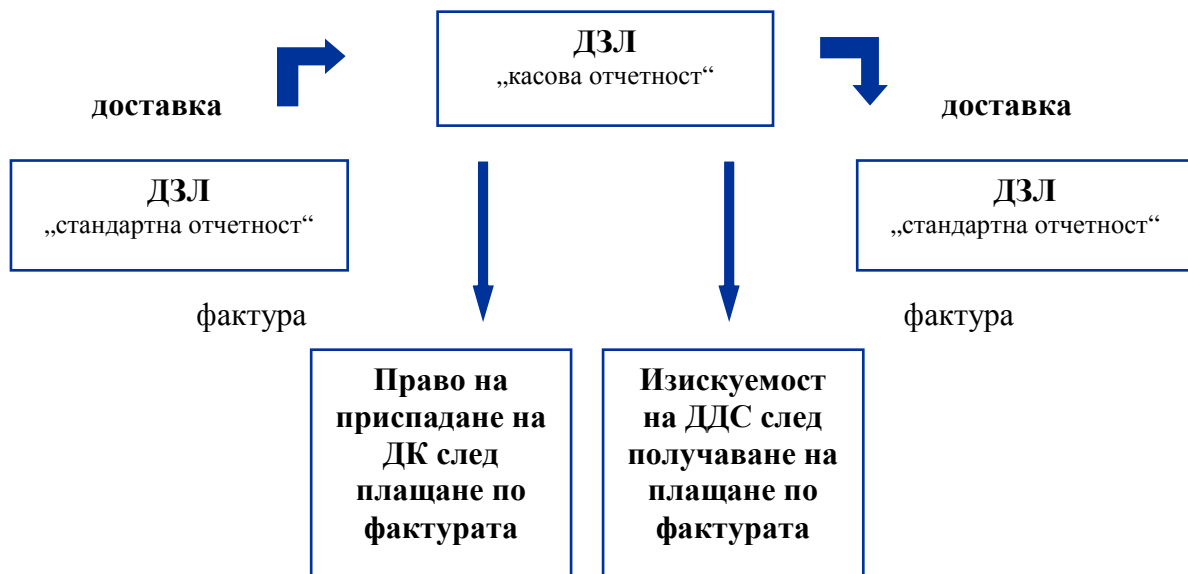 ДЗЛ
„касова отчетност“
доставка
доставка
ДЗЛ
„стандартна отчетност“
ДЗЛ
„стандартна отчетност“
фактура
фактура
Право на
приспадане на
ДК след
плащане по
фактурата
Изискуемост
на ДДС след
получаване на
плащане по
фактурата